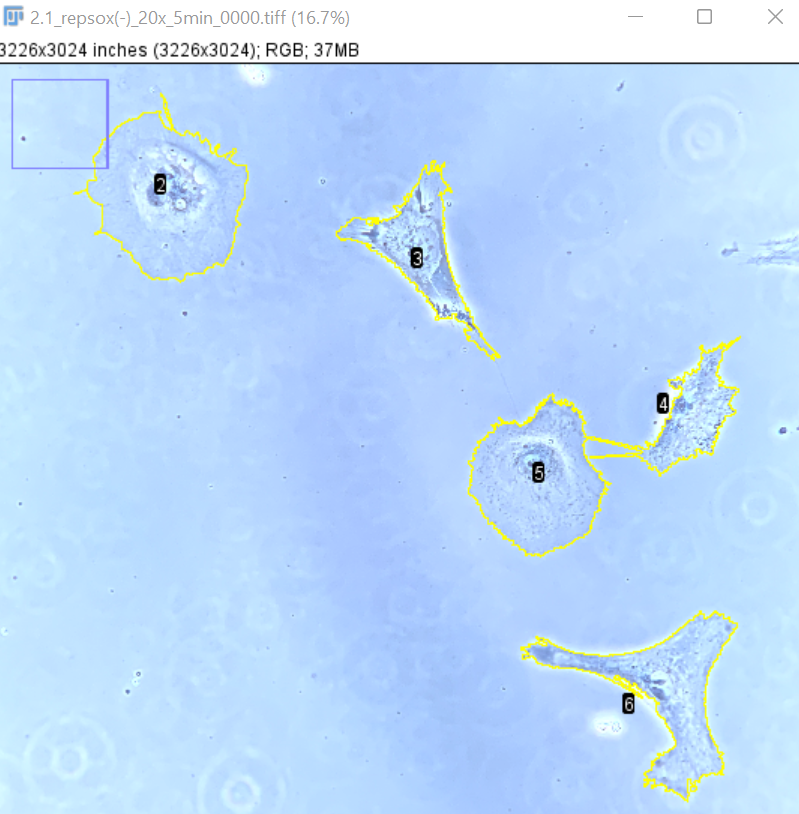 2.1_repsox(-)_20x_5min_0000.tiff (16.7%)
3226x3024 inches (3226x3024); RGB; 37MB
2
3
4
5
6